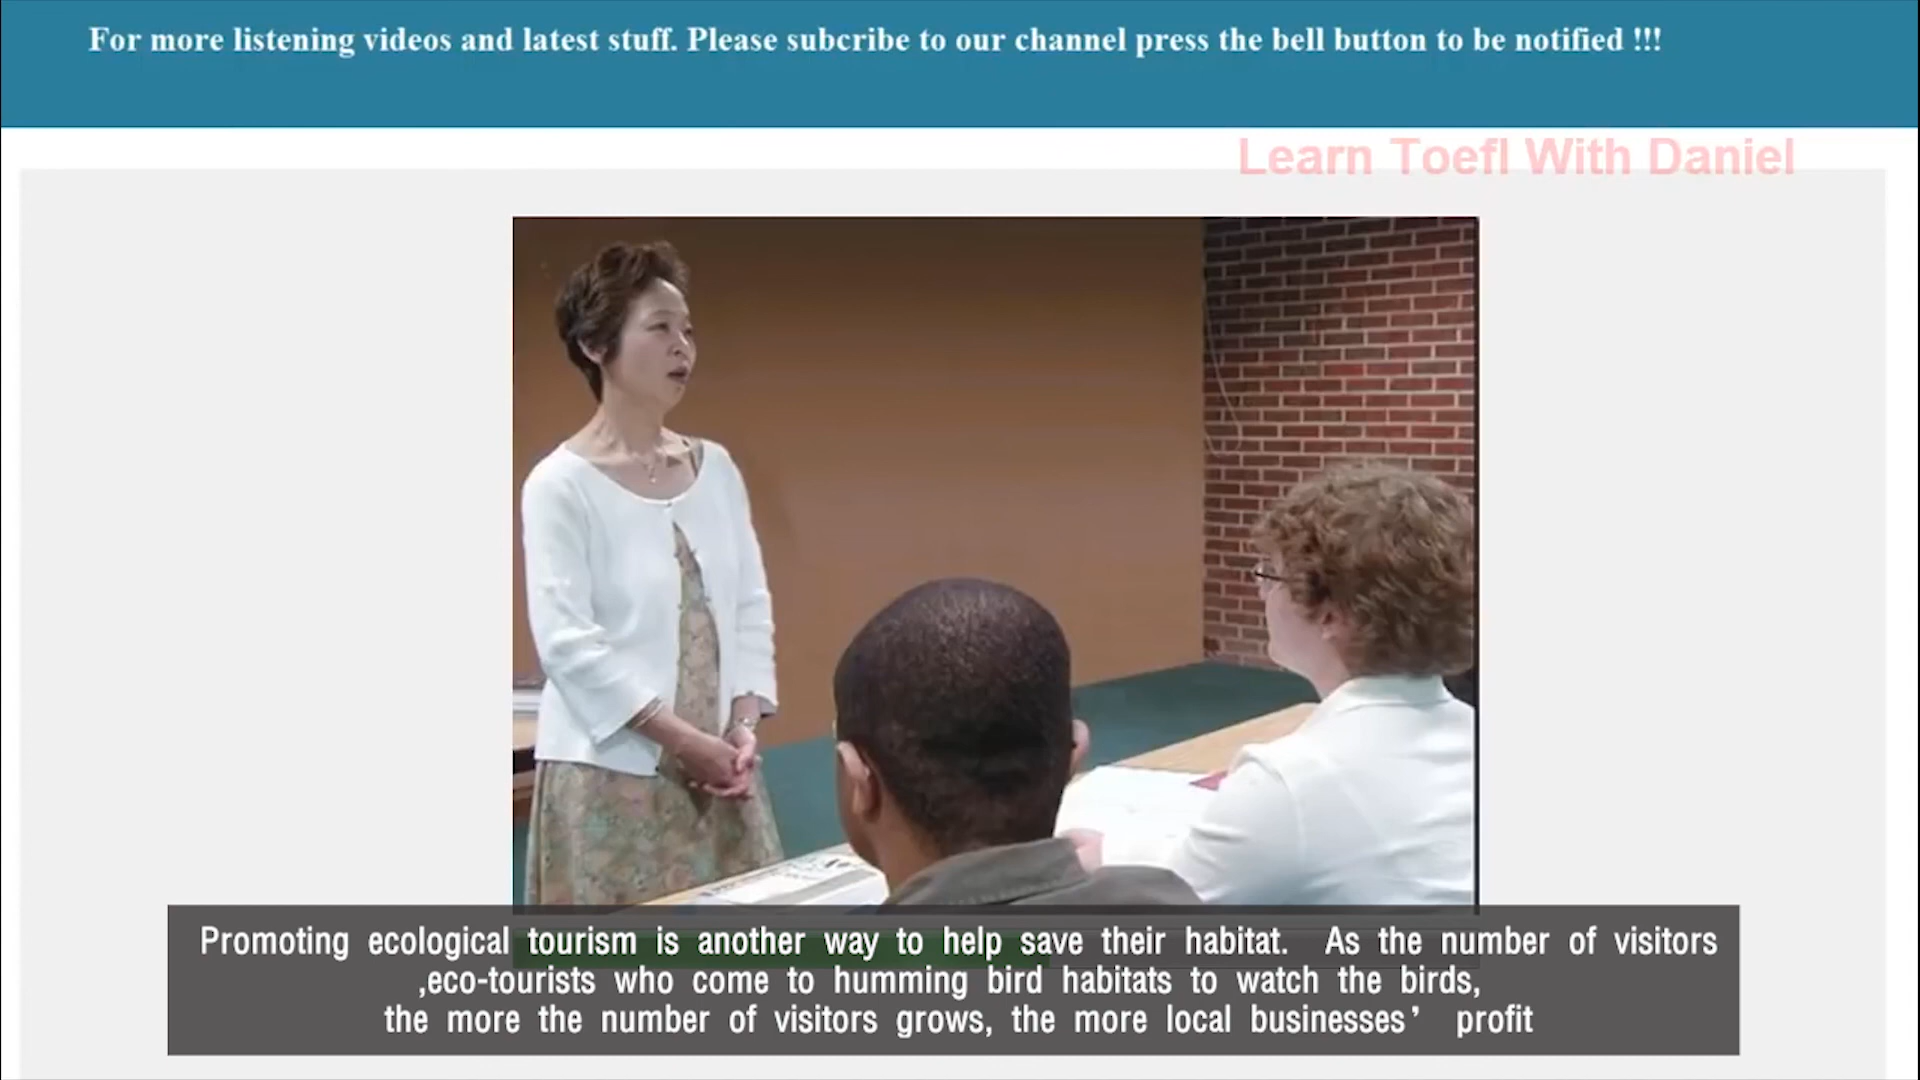 For more listening videos and latest stuff. Please subcribe to our channel press the bell button to be notified !!!
Learn Toefl With Daniel
Promoting ecological tourism is another way to help save their habitat. As the number of visitors
,eco-tourists who come to humming bird habitats to watch the birds,
the more the number of visitors grows, the more local businesses’ profit